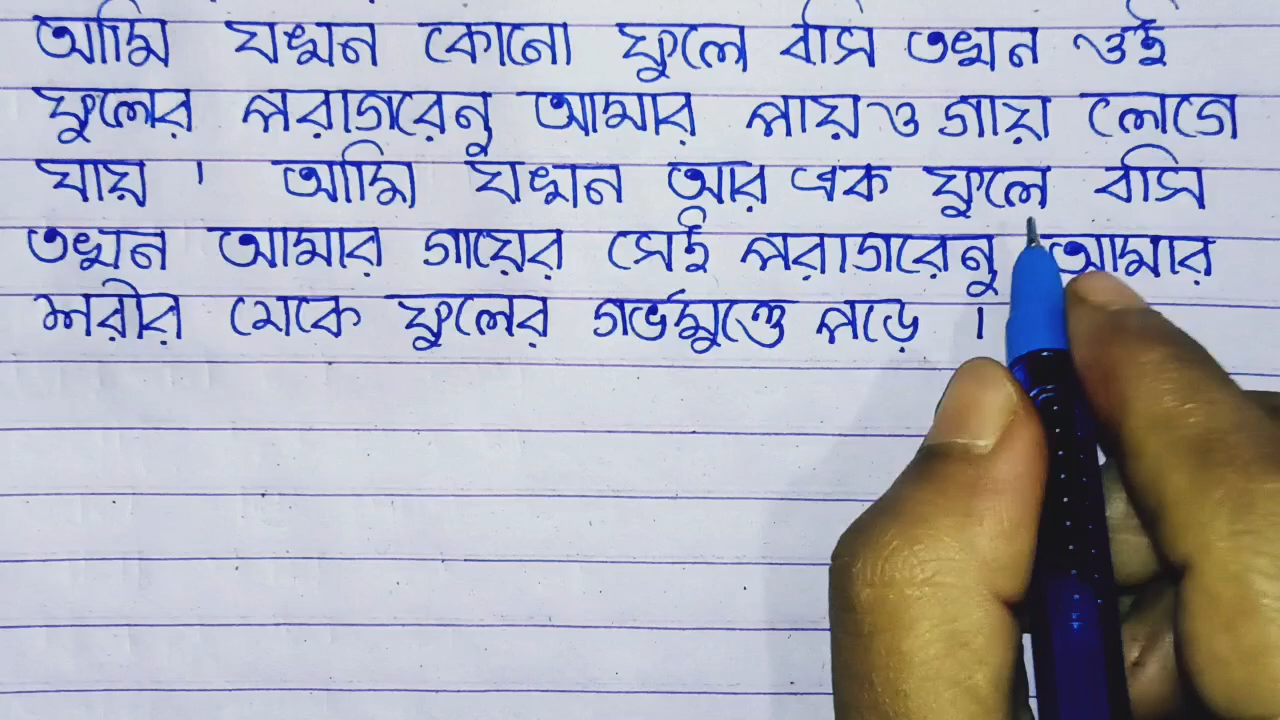 আমি যখন কোনো ফুলে বসি তখন ওই
ফুলের পরাগরেনু আমার পায় ও গায় লেগে
যায় । আমি যখন আর এক ফুলে বসি
তখন আমার গায়ের সেই পরাগরেনু আমার
শরীর থেকে ফুলের গর্ভমুণ্ডে পড়ে ।